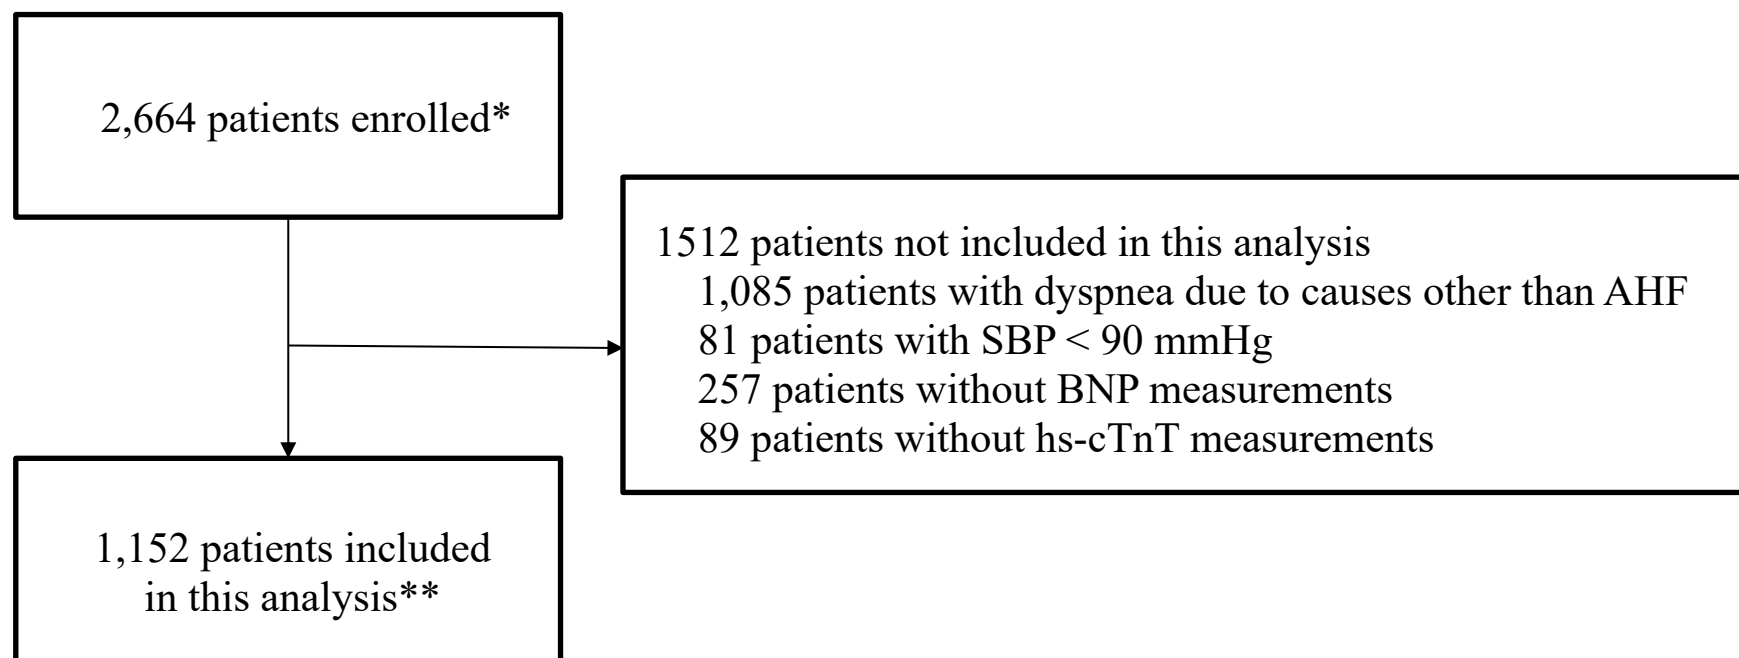 2,664 patients enrolled*
1512 patients not included in this analysis
1,085 patients with dyspnea due to causes other than AHF
81 patients with SBP < 90 mmHg
257 patients without BNP measurements
89 patients without hs-cTnT measurements
1,152 patients included
in this analysis**